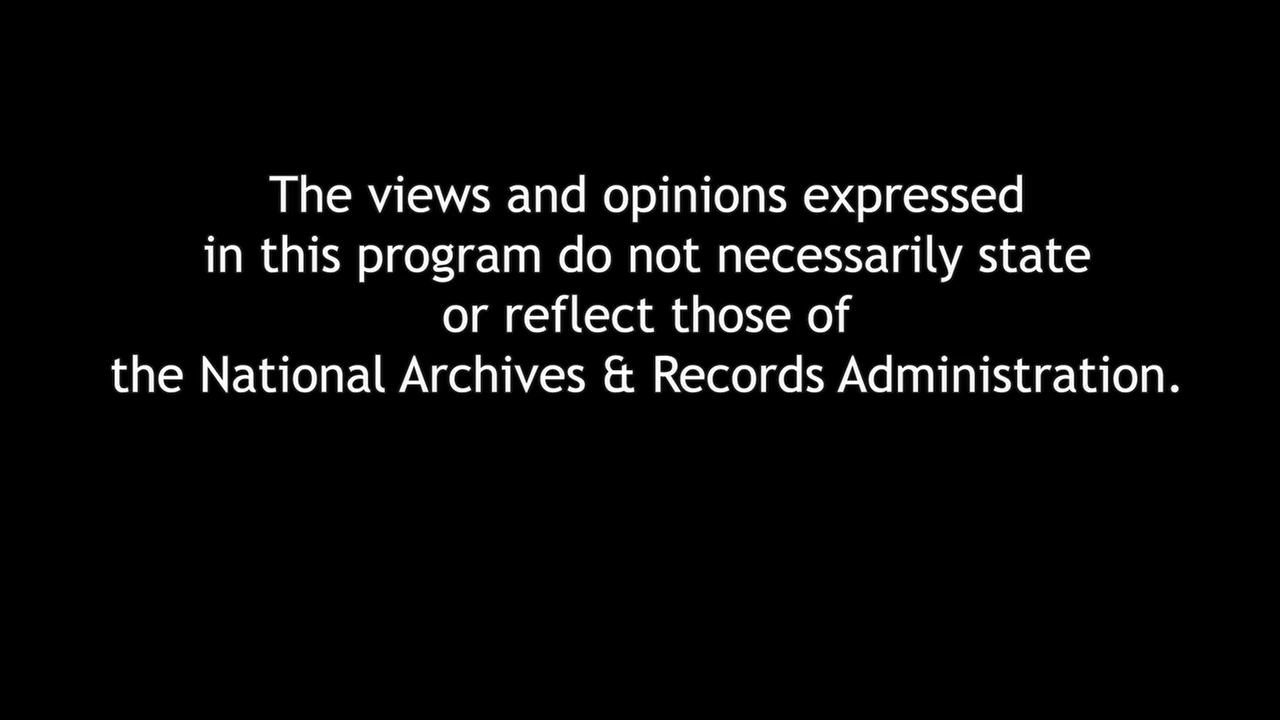 The views and opinions expressed
in this program do not necessarily state
or reflect those of
the National Archives & Records Administration.